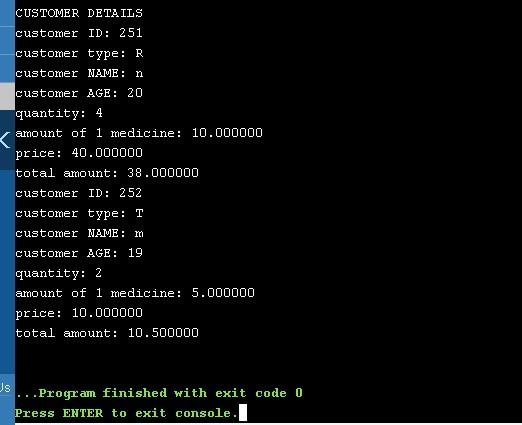 CUSTOMER DETAILS
customer ID: 251
customer type: R
customer NAME: n
customer AGE: 20
quantity: 4
amount of 1 medicine: 10.000000
price: 40.000000
total amount: 38.000000
customer ID: 252
customer type: T
customer NAME: m
customer AGE: 19
quantity: 2
amount of 1 medicine: 5.000000
price: 10.000000
total amount: 10.500000
Us
...Program finished with exit code 0
Press ENTER to exit console.